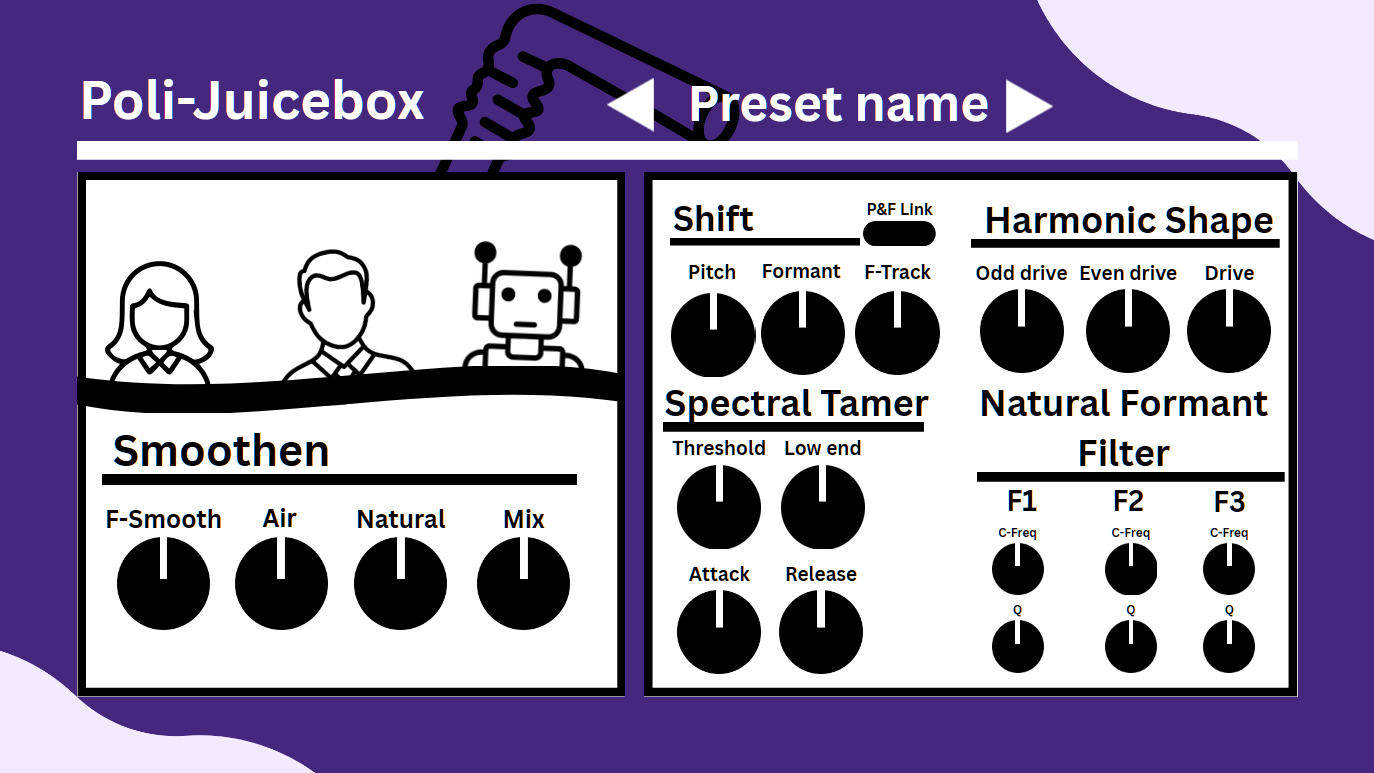 Poli-Juicebox
Preset name
Smoothen
F-Smooth Air Natural Mix
Shift
P&F Link
Pitch Formant F-Track
Harmonic Shape
Odd drive Even drive Drive
Spectral Tamer
Threshold Low end
Attack Release
Natural Formant
Filter
F1 F2 F3
C-Freq C-Freq C-Freq
Q Q Q